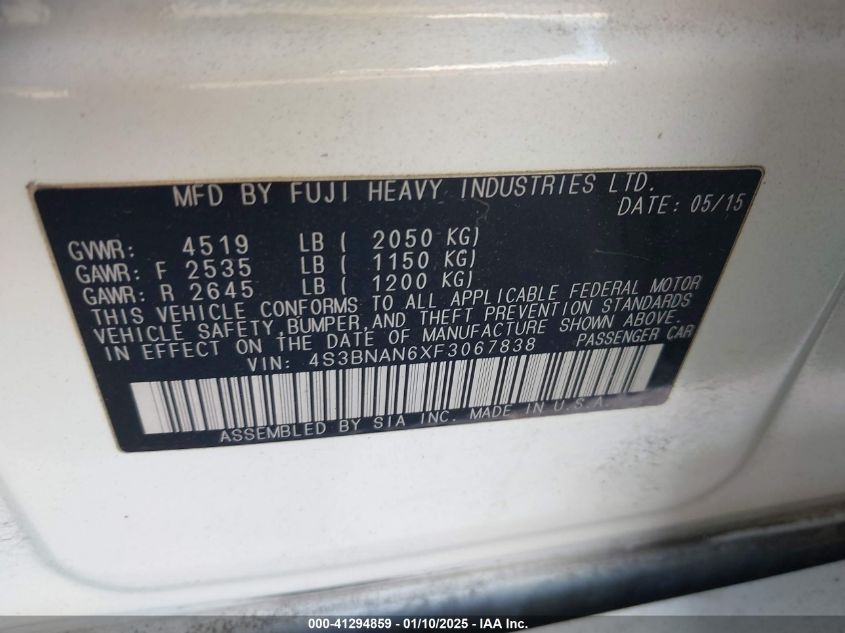 MFD BY FUJI HEAVY INDUSTRIES LTD.
DATE: 05/15
GVWR: 4519 LB ( 2050 KG)
GAWR: F 2535 LB ( 1150 KG)
GAWR: R 2645 LB ( 1200 KG)
THIS VEHICLE CONFORMS TO ALL APPLICABLE FEDERAL MOTOR
VEHICLE SAFETY, BUMPER, AND THEFT PREVENTION STANDARDS
IN EFFECT ON THE DATE OF MANUFACTURE SHOWN ABOVE.
VIN: 4S3BNAN6XF3067838 PASSENGER CAR
ASSEMBLED BY SIA INC. MADE IN U.S.A.
000-41294859 - 01/10/2025 - IAA Inc.